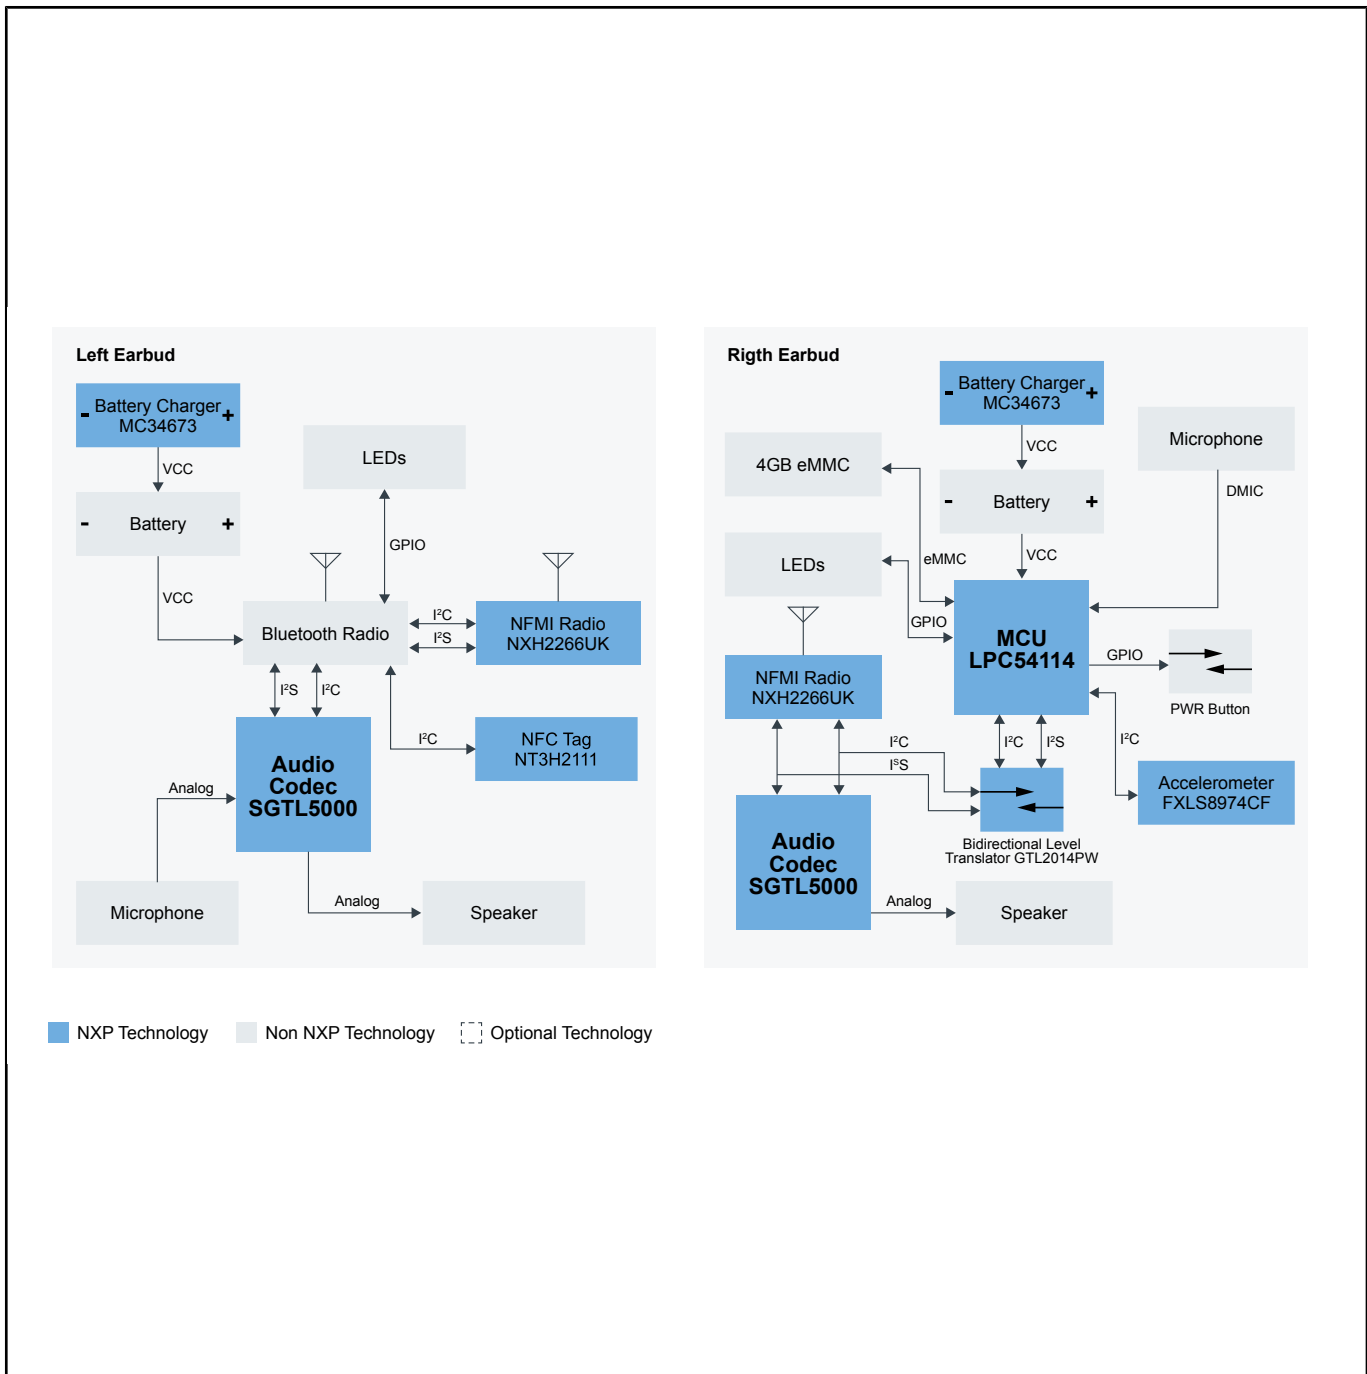 Left Earbud
- Battery Charger +
MC34673
VCC
- Battery +
VCC
LEDs
GPIO
Bluetooth Radio
I²C
I²S
NFMI Radio
NXH2266UK
I²S
I²C
I²C
NFC Tag
NT3H2111
Audio
Codec
SGTL5000
Analog
Microphone
Analog
Speaker
Rigth Earbud
- Battery Charger +
MC34673
VCC
- Battery +
VCC
4GB eMMC
eMMC
Microphone
DMIC
LEDs
GPIO
MCU
LPC54114
GPIO
PWR Button
NFMI Radio
NXH2266UK
I²C
I²S
I²C
I²C
IˢS
Accelerometer
FXLS8974CF
Bidirectional Level
Translator GTL2014PW
Audio
Codec
SGTL5000
Analog
Speaker
NXP Technology
Non NXP Technology
Optional Technology